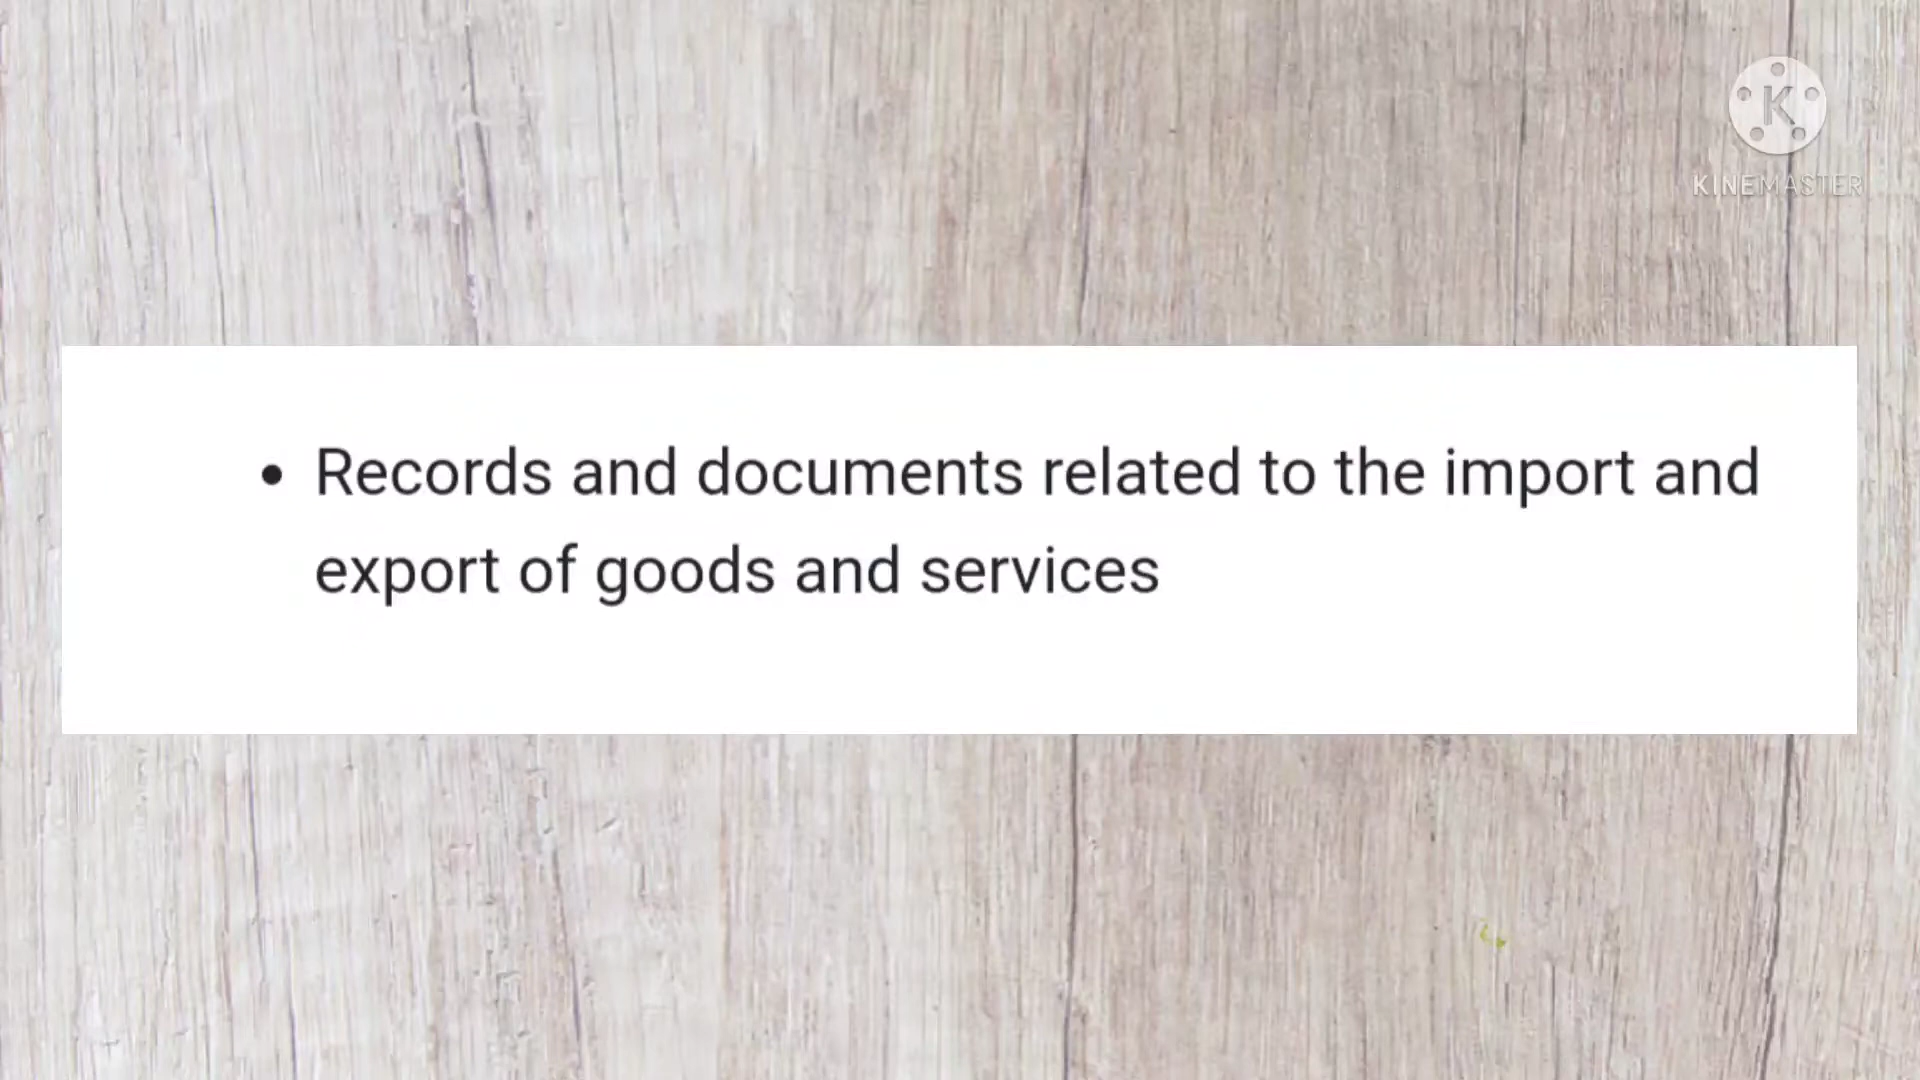 K
KINEMASTER
• Records and documents related to the import and
export of goods and services